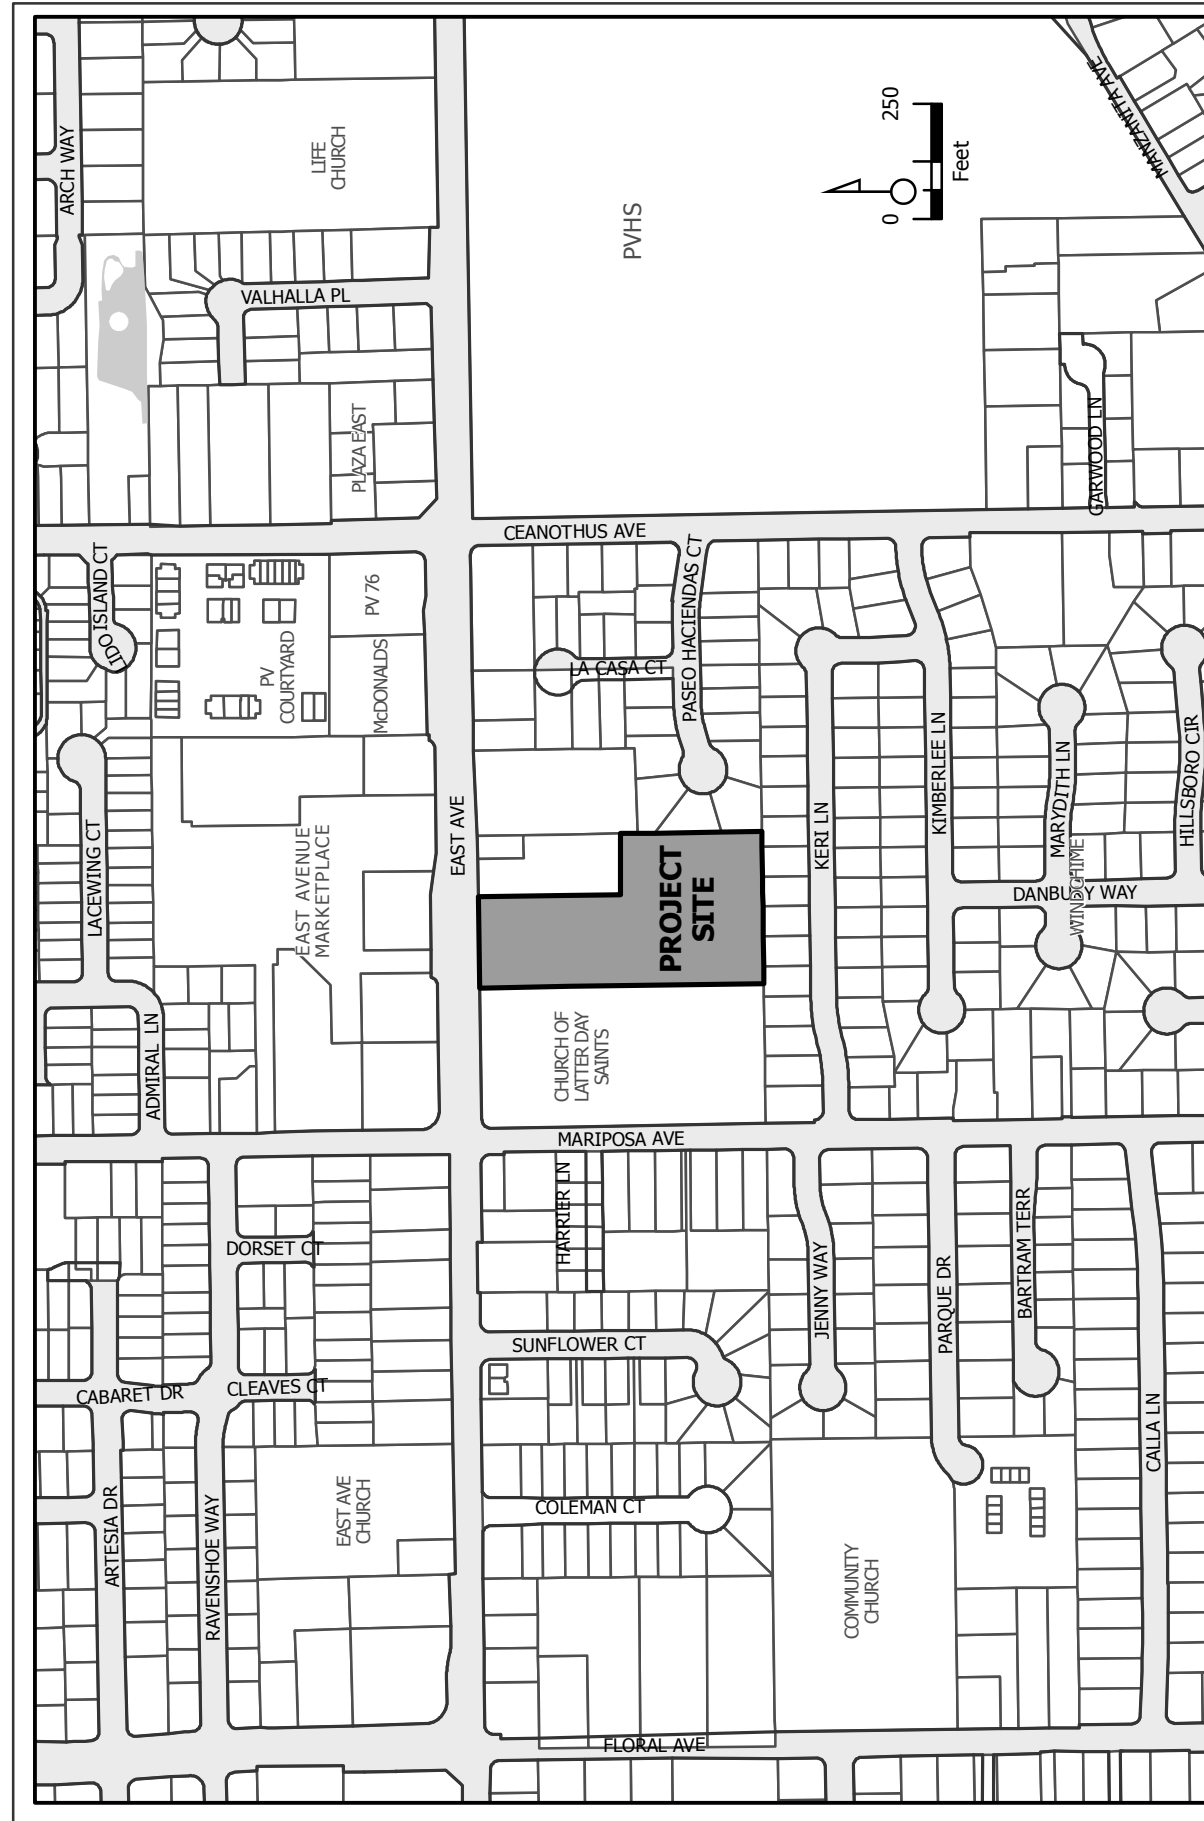 MANZANITA AVE
250
0
Feet
ARCH WAY
LIFE
CHURCH
PVHS
VALHALLA PL
PLAZA EAST
GARWOOD LN
CEANOTHUS AVE
LIDO ISLAND CT
PV 76
PV
COURTYARD
McDONALDS
LA CASA CT
PASEO HACIENDAS CT
KERI LN
KIMBERLEE LN
MARYDITH LN
HILLSBORO CIR
LACEWING CT
EAST AVENUE
MARKETPLACE
EAST AVE
PROJECT
SITE
DANBURY WAY
WINDCHIME
ADMIRAL LN
CHURCH OF
LATTER DAY
SAINTS
MARIPOSA AVE
HARRIER LN
DORSET CT
JENNY WAY
PARQUE DR
BARTRAM TERR
SUNFLOWER CT
CABARET DR
CLEAVES CT
CALLA LN
ARTESIA DR
RAVENSHOE WAY
EAST AVE
CHURCH
COLEMAN CT
COMMUNITY
CHURCH
FLORAL AVE